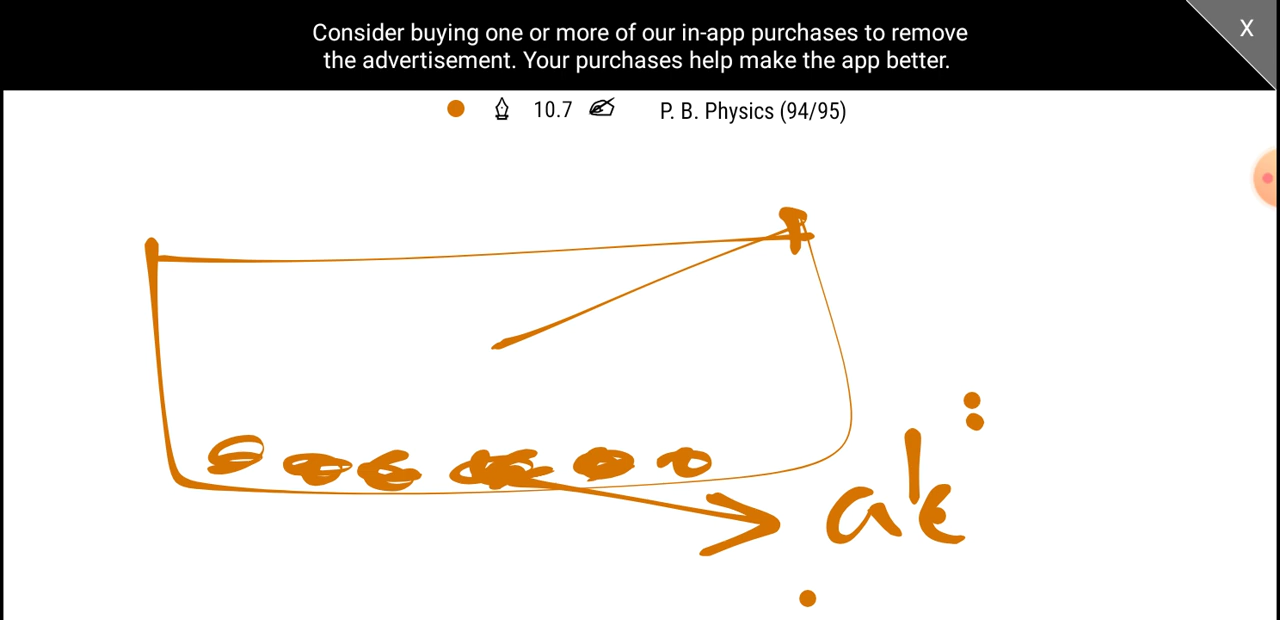 Consider buying one or more of our in-app purchases to remove
the advertisement. Your purchases help make the app better.
X
10.7 P. B. Physics (94/95)